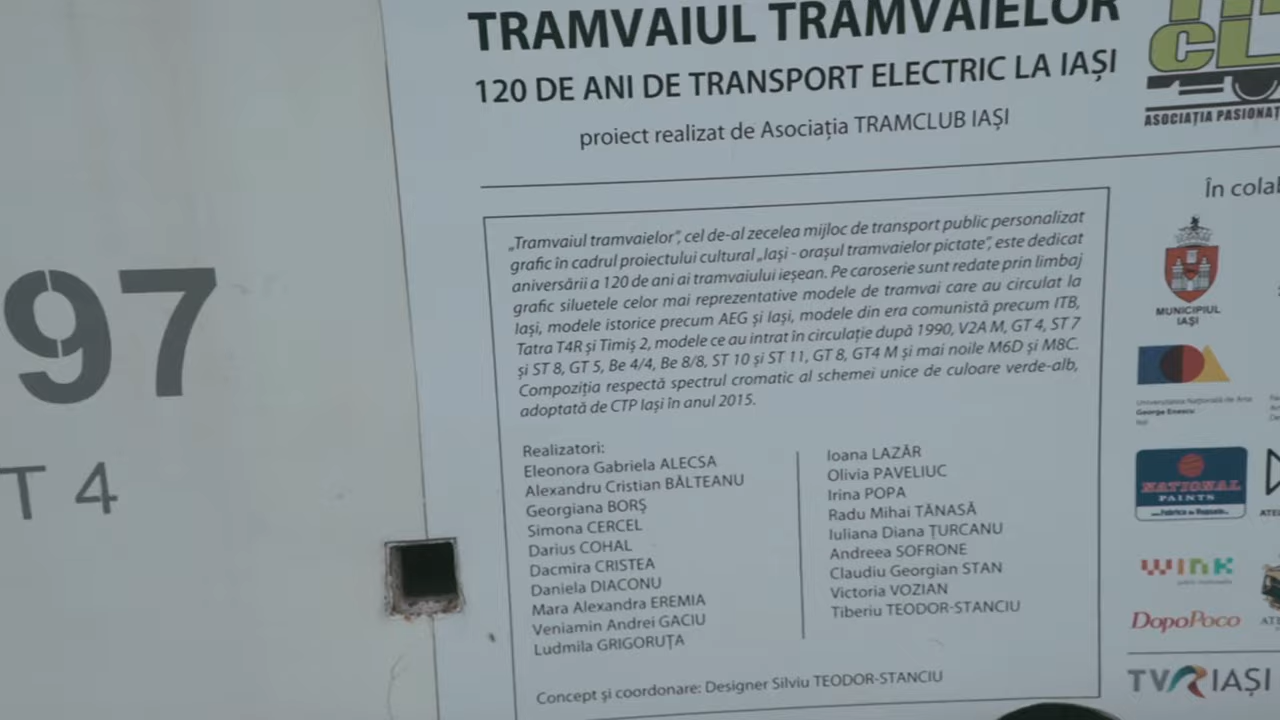 TRAMVAIUL TRAMVAIELOR
120 DE ANI DE TRANSPORT ELECTRIC LA IAȘI
proiect realizat de Asociația TRAMCLUB IAȘI
ASOCIAȚIA
În
„Tramvaiul tramvaielor”, cel de-al zecelea mijloc de transport public personalizat
grafic în cadrul proiectului cultural „Iași - orașul tramvaielor pictate”, este dedicat
aniversării a 120 de ani ai tramvaiului ieșean. Pe caroserie sunt redate prin limbaj
grafic siluetele celor mai reprezentative modele de tramvai care au circulat la
Iași, modele istorice precum AEG și Iași, modele din era comunistă precum ITB,
Tatra T4R și Timiș 2, modele ce au intrat în circulație după 1990, V2A M, GT 4, ST 7
și ST 8, GT 5, Be 4/4, Be 8/8, ST 10 și ST 11, GT 8, GT4 M și mai noile M6D și M8C.
Compoziția respectă spectrul cromatic al schemei unice de culoare verde-alb,
adoptată de CTP Iași în anul 2015.
Realizatori:
Eleonora Gabriela ALECSA
Alexandru Cristian BĂLTEANU
Georgiana BORȘ
Simona CERCEL
Darius COHAL
Dacmira CRISTEA
Daniela DIACONU
Mara Alexandra EREMIA
Veniamin Andrei GACIU
Ludmila GRIGORUȚA
Ioana LAZĂR
Olivia PAVELIUC
Irina POPA
Radu Mihai TĂNASĂ
Iuliana Diana ȚURCANU
Andreea SOFRONE
Claudiu Georgian STAN
Victoria VOZIAN
Tiberiu TEODOR-STANCIU
Concept și coordonare: Designer Silviu TEODOR-STANCIU
97
T 4
MUNICIPIUL
IAȘI
Universitatea Națională de Arte
George Enescu
Iași
NATIONAL
PAINTS
WINK
DopoPoco
TVR IAȘI